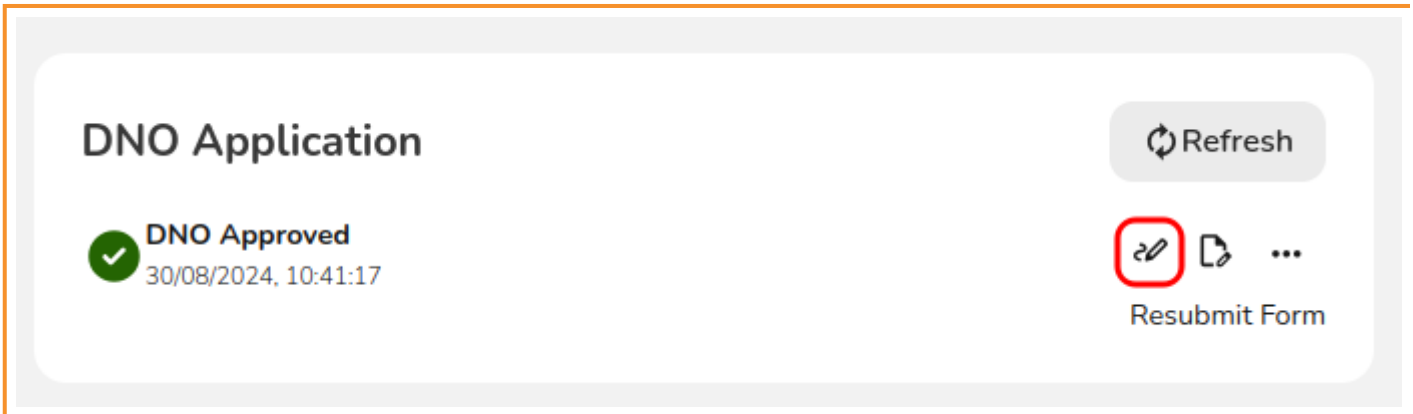 DNO Application
Refresh
DNO Approved
30/08/2024, 10:41:17
Resubmit Form